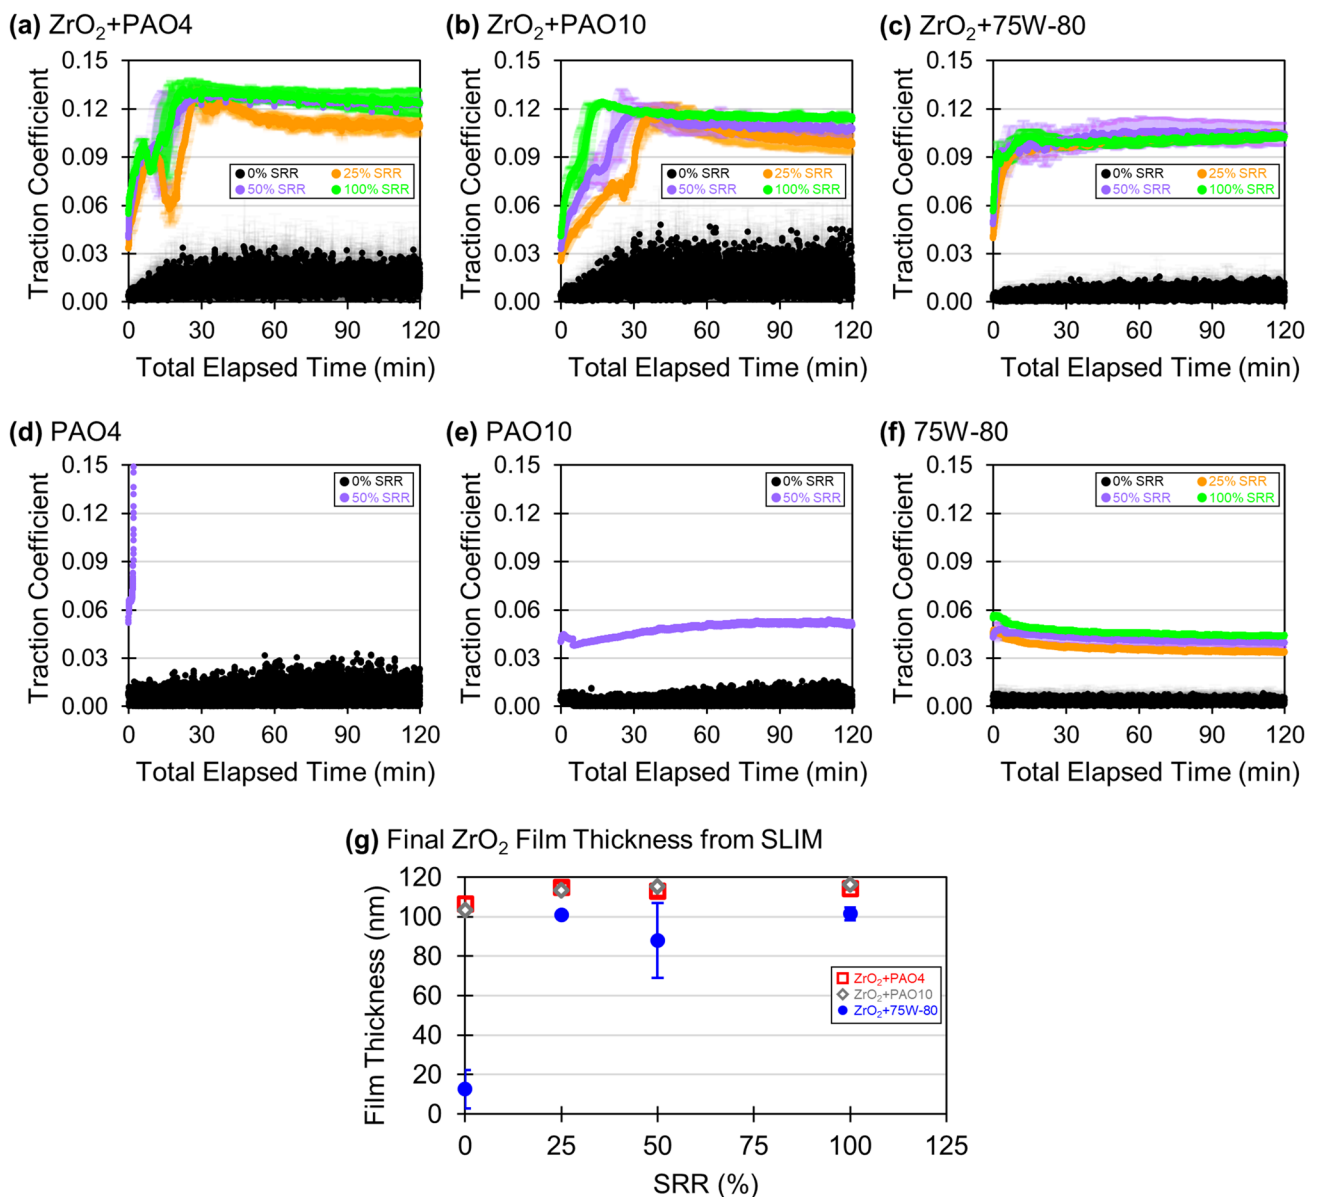 (a) ZrO₂+PAO4
(b) ZrO₂+PAO10
(c) ZrO₂+75W-80
Traction Coefficient
0.15
0.12
0.09
0.06
0.03
0.00
0% SRR 25% SRR
50% SRR 100% SRR
0 30 60 90 120
Total Elapsed Time (min)
Traction Coefficient
0.15
0.12
0.09
0.06
0.03
0.00
0% SRR 25% SRR
50% SRR 100% SRR
0 30 60 90 120
Total Elapsed Time (min)
Traction Coefficient
0.15
0.12
0.09
0.06
0.03
0.00
0% SRR 25% SRR
50% SRR 100% SRR
0 30 60 90 120
Total Elapsed Time (min)
(d) PAO4
(e) PAO10
(f) 75W-80
Traction Coefficient
0.15
0.12
0.09
0.06
0.03
0.00
0% SRR
50% SRR
0 30 60 90 120
Total Elapsed Time (min)
Traction Coefficient
0.15
0.12
0.09
0.06
0.03
0.00
0% SRR
50% SRR
0 30 60 90 120
Total Elapsed Time (min)
Traction Coefficient
0.15
0.12
0.09
0.06
0.03
0.00
0% SRR 25% SRR
50% SRR 100% SRR
0 30 60 90 120
Total Elapsed Time (min)
(g) Final ZrO₂ Film Thickness from SLIM
Film Thickness (nm)
120
100
80
60
40
20
0
ZrO₂+PAO4
ZrO₂+PAO10
ZrO₂+75W-80
0 25 50 75 100 125
SRR (%)